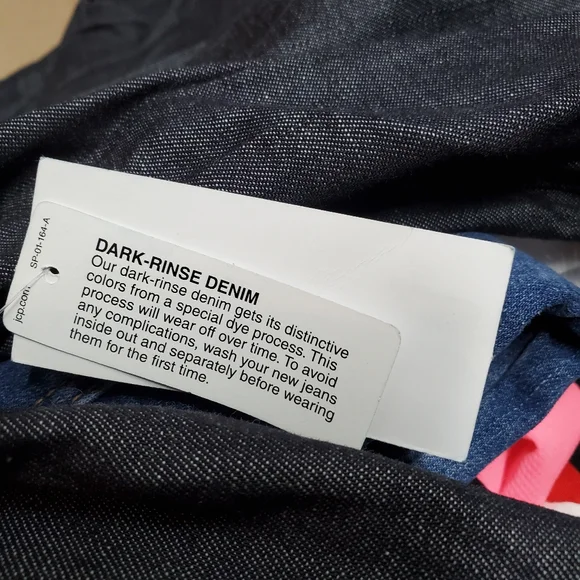 DARK-RINSE DENIM
Our dark-rinse denim gets its distinctive
colors from a special dye process. This
process will wear off over time. To avoid
any complications, wash your new jeans
inside out and separately before wearing
them for the first time.
jcp.com
SP-01-164-A